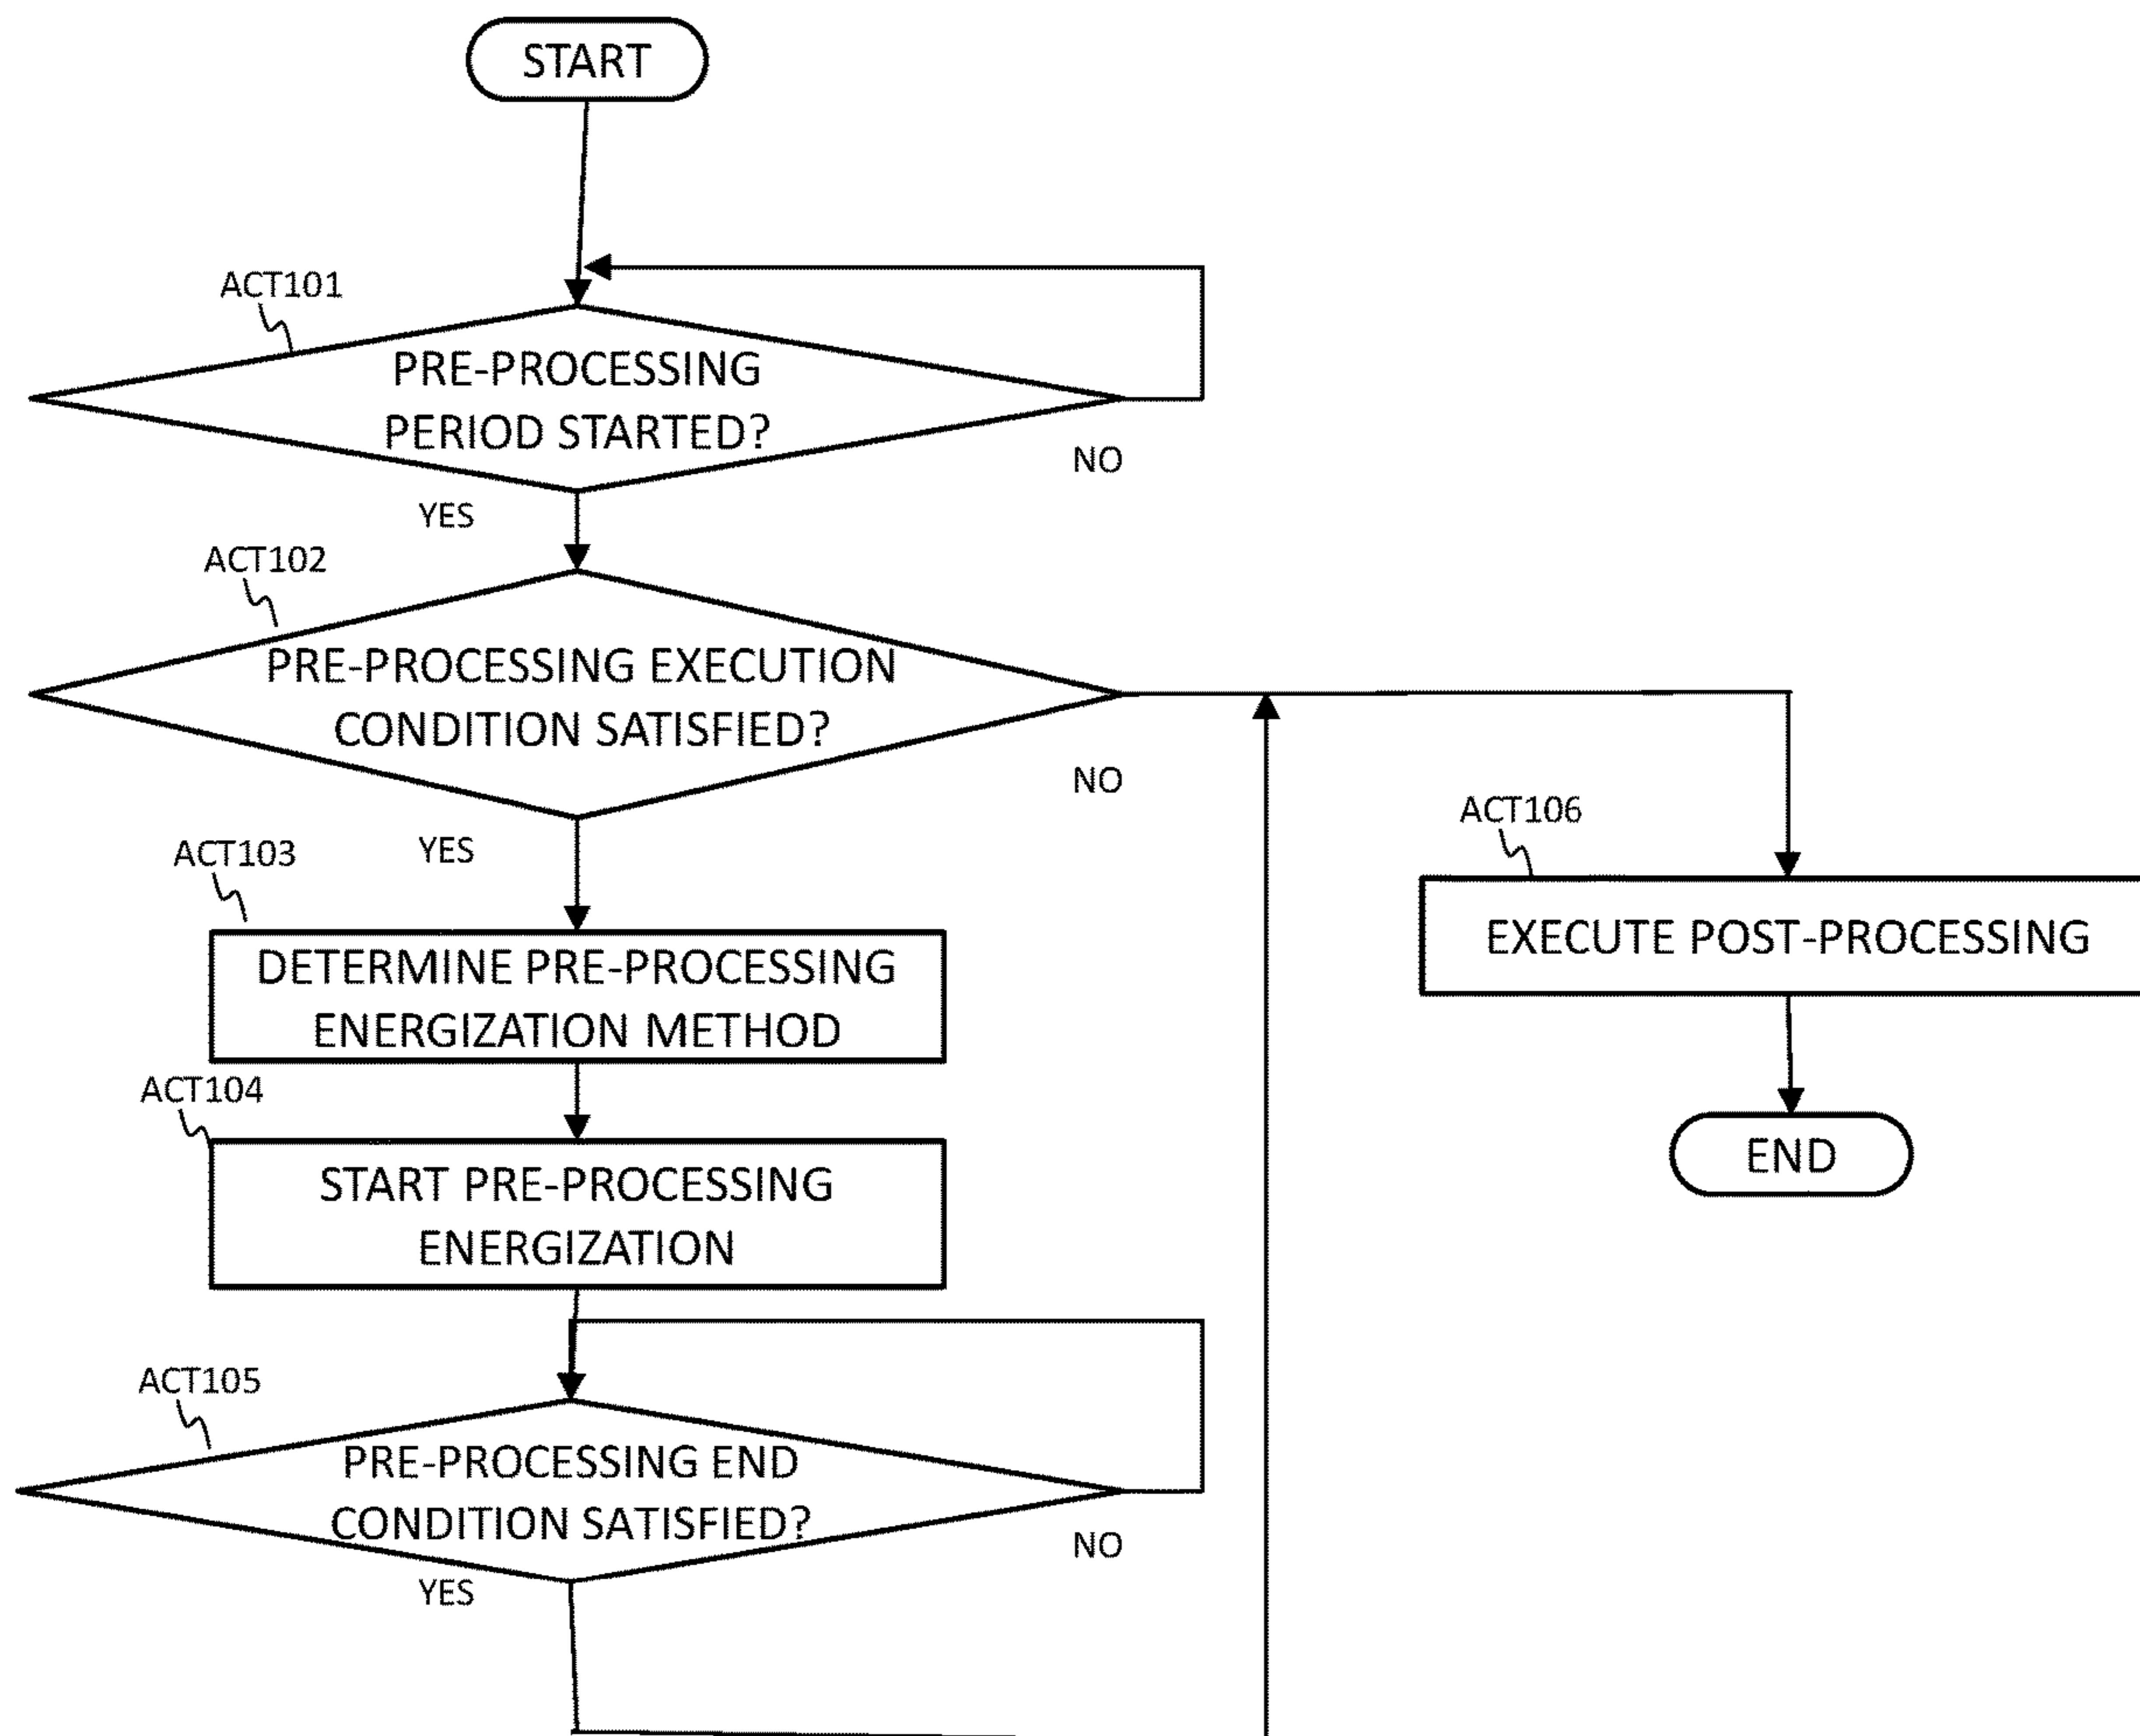 START
ACT101
PRE-PROCESSING
PERIOD STARTED?
NO
YES
ACT102
PRE-PROCESSING EXECUTION
CONDITION SATISFIED?
NO
YES
ACT103
DETERMINE PRE-PROCESSING
ENERGIZATION METHOD
ACT104
START PRE-PROCESSING
ENERGIZATION
ACT105
PRE-PROCESSING END
CONDITION SATISFIED?
NO
YES
ACT106
EXECUTE POST-PROCESSING
END